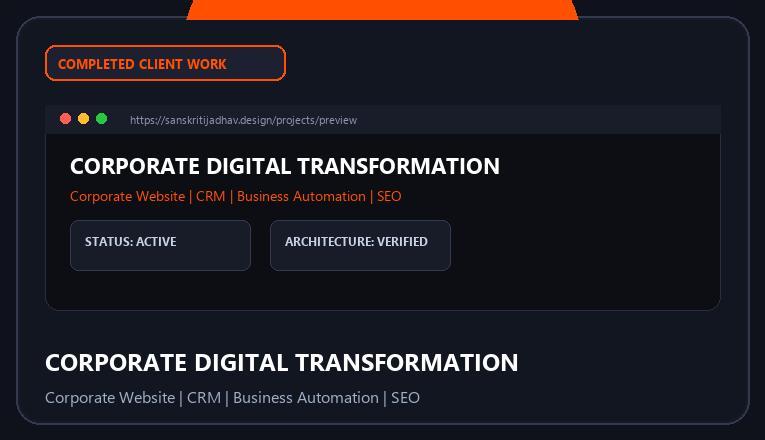 COMPLETED CLIENT WORK
https://sanskritijadhav.design/projects/preview
CORPORATE DIGITAL TRANSFORMATION
Corporate Website | CRM | Business Automation | SEO
STATUS: ACTIVE
ARCHITECTURE: VERIFIED
CORPORATE DIGITAL TRANSFORMATION
Corporate Website | CRM | Business Automation | SEO